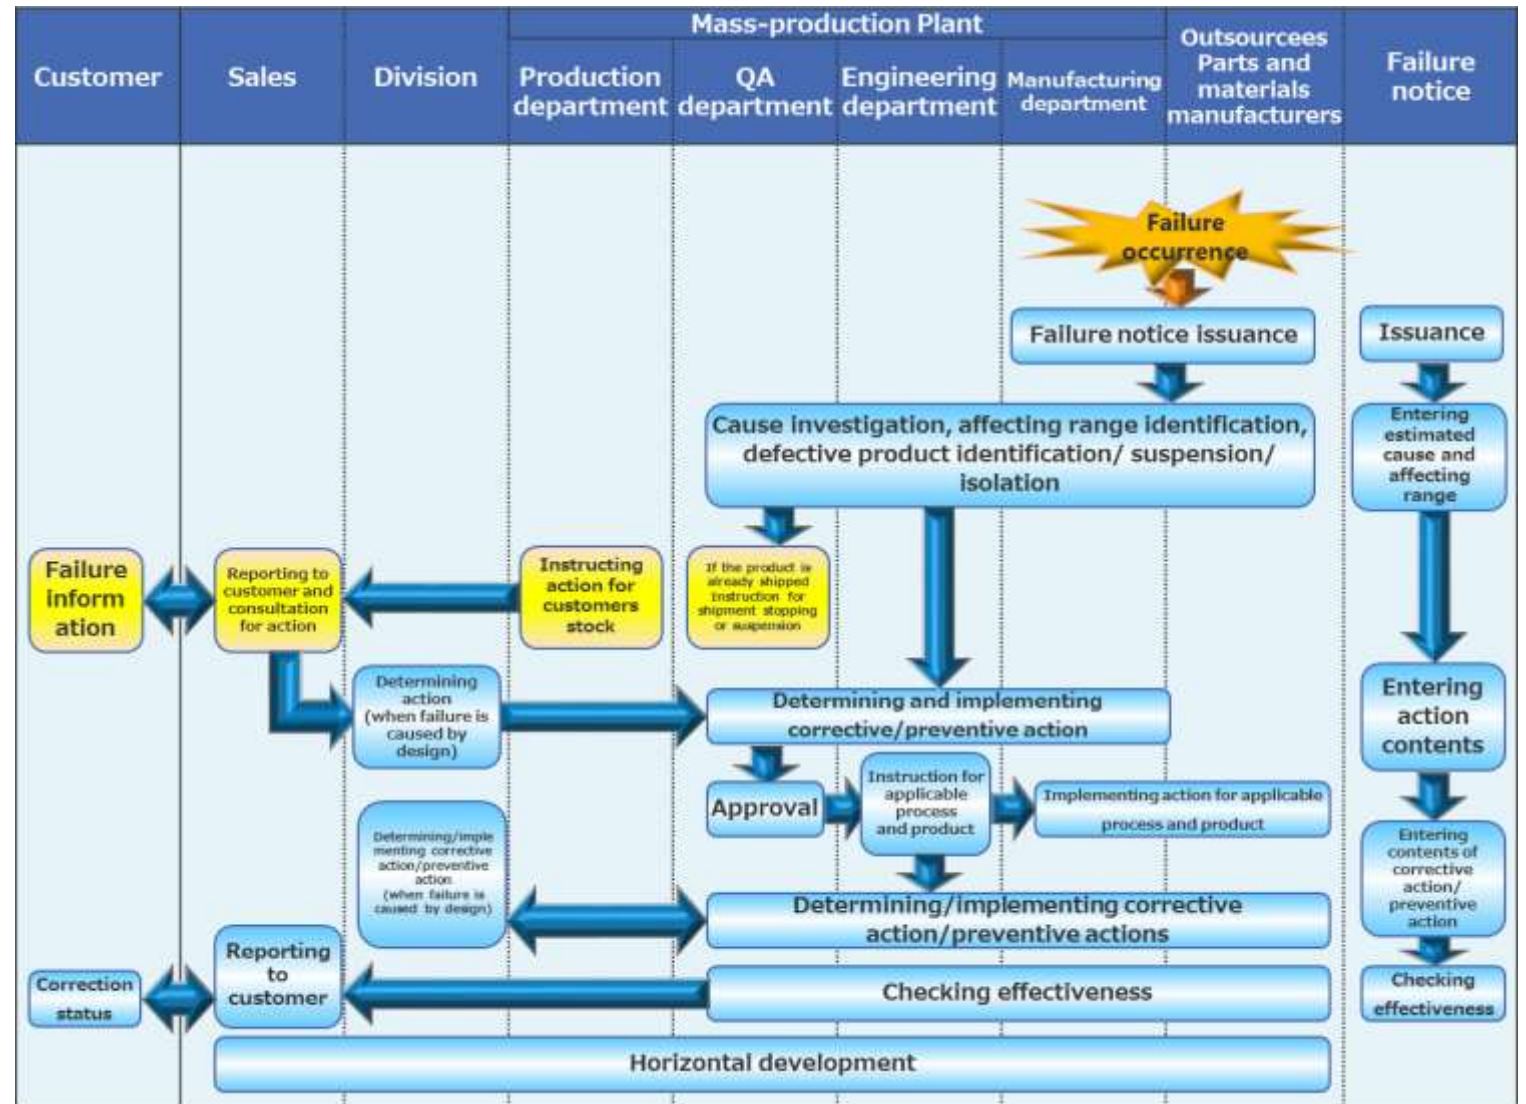 Mass-production Plant
Customer
Sales
Division
Production
department
QA
department
Engineering
department
Manufacturing
department
Outsourcees
Parts and
materials
manufacturers
Failure
notice
Failure
occurrence
Failure notice issuance
Issuance
Cause investigation, affecting range identification,
defective product identification/ suspension/
isolation
Entering
estimated
cause and
affecting
range
Failure
inform
ation
Reporting to
customer and
consultation
for action
Instructing
action for
customers
stock
If the product is
already shipped
Instruction for
shipment stopping
or suspension
Determining
action
(when failure is
caused by
design)
Determining and implementing
corrective/preventive action
Entering
action
contents
Approval
Instruction for
applicable
process
and product
Implementing action for applicable
process and product
Determining/imple
menting corrective
action/preventive
action
(when failure is
caused by design)
Entering
contents of
corrective
action/
preventive
action
Determining/implementing corrective
action/preventive actions
Correction
status
Reporting
to
customer
Checking effectiveness
Checking
effectiveness
Horizontal development